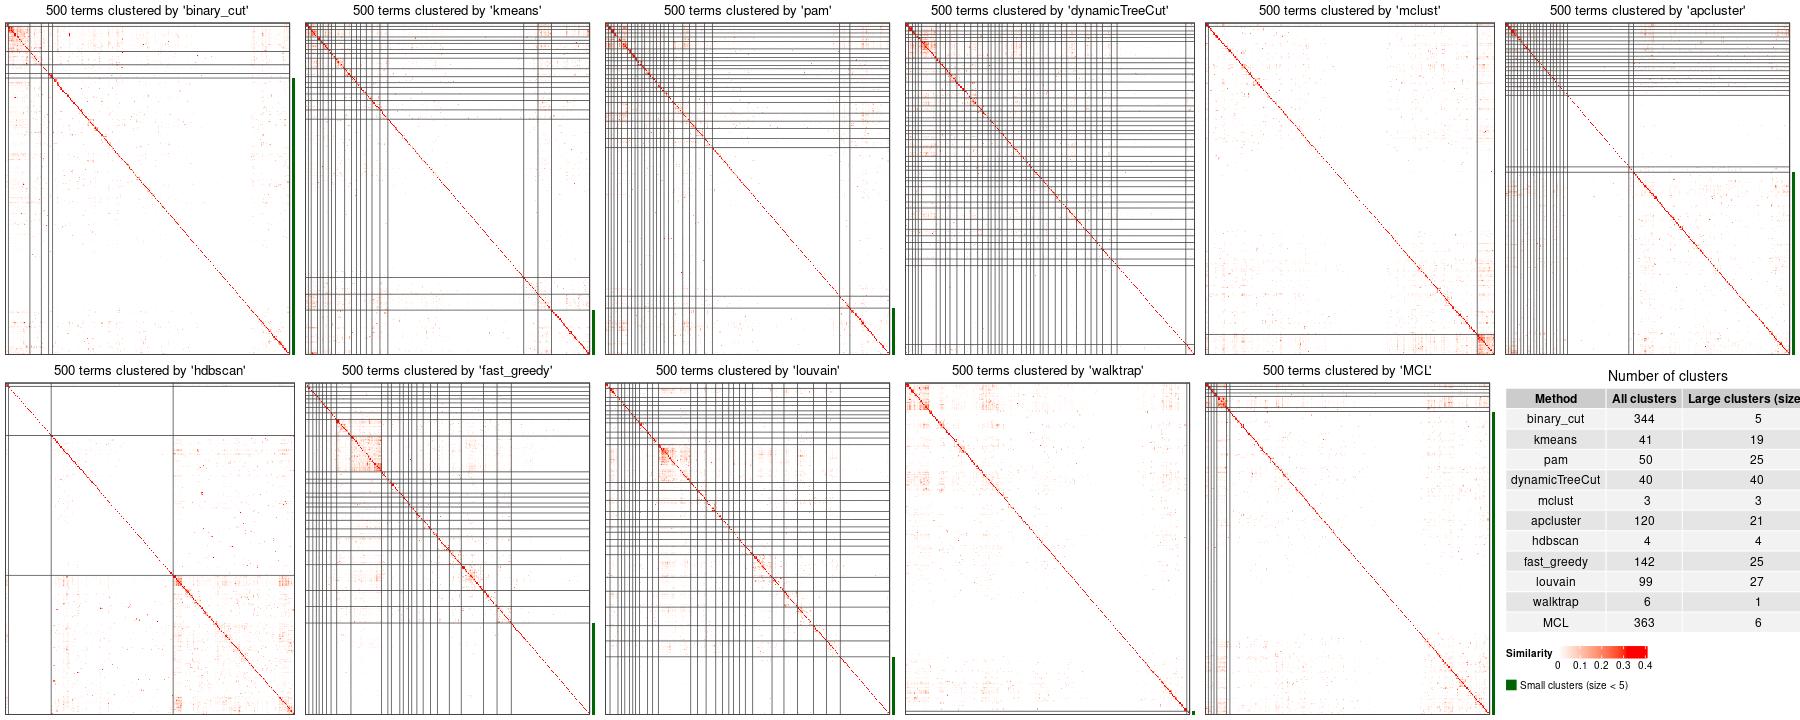 500 terms clustered by 'binary_cut'
500 terms clustered by 'kmeans'
500 terms clustered by 'pam'
500 terms clustered by 'dynamicTreeCut'
500 terms clustered by 'mclust'
500 terms clustered by 'apcluster'
500 terms clustered by 'hdbscan'
500 terms clustered by 'fast_greedy'
500 terms clustered by 'louvain'
500 terms clustered by 'walktrap'
500 terms clustered by 'MCL'
Number of clusters
Method All clusters Large clusters (size
binary_cut 344 5
kmeans 41 19
pam 50 25
dynamicTreeCut 40 40
mclust 3 3
apcluster 120 21
hdbscan 4 4
fast_greedy 142 25
louvain 99 27
walktrap 6 1
MCL 363 6
Similarity
0 0.1 0.2 0.3 0.4
Small clusters (size < 5)